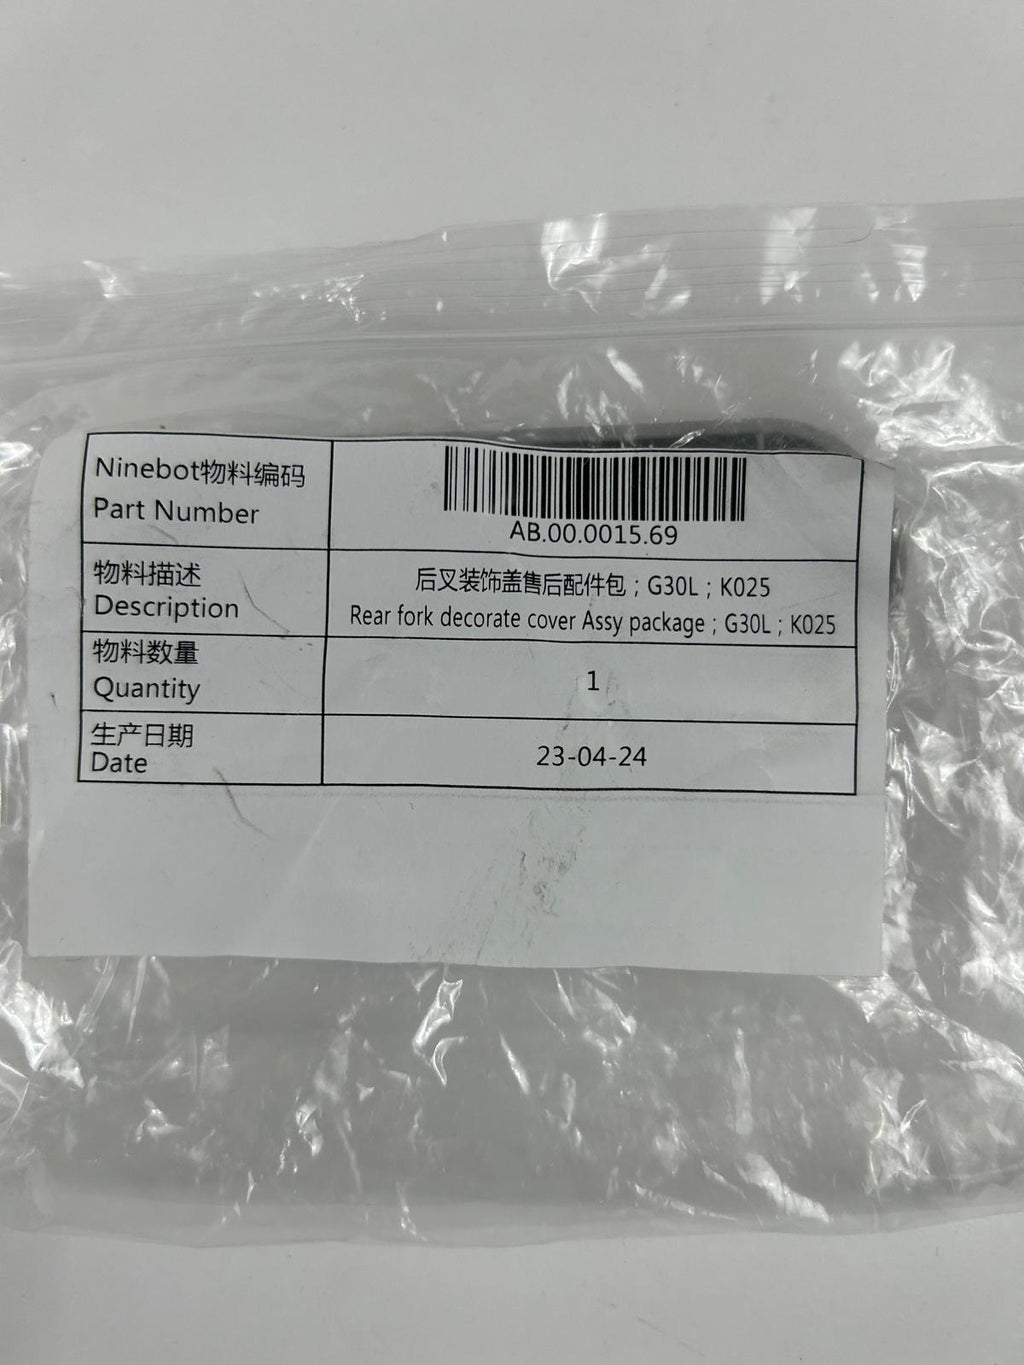 Ninebot物料编码
Part Number
AB.00.0015.69
物料描述
Description
后叉装饰盖售后配件包；G30L；K025
Rear fork decorate cover Assy package；G30L；K025
物料数量
Quantity
1
生产日期
Date
23-04-24